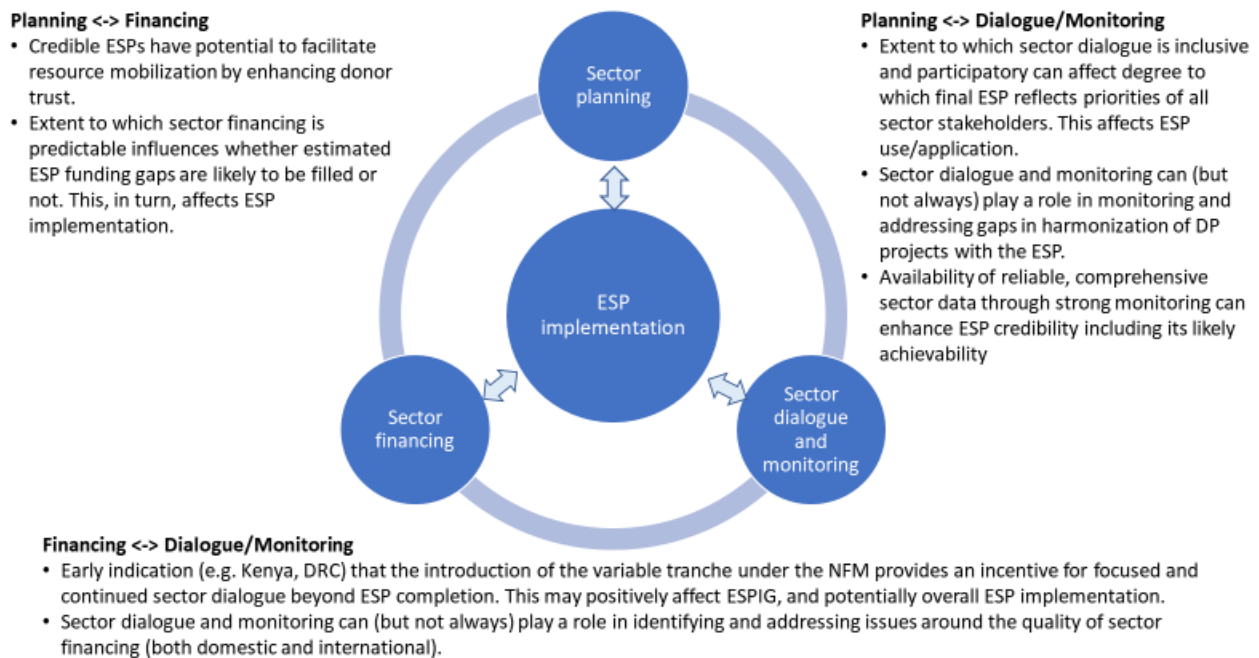 Planning <-> Financing
• Credible ESPs have potential to facilitate
resource mobilization by enhancing donor
trust.
• Extent to which sector financing is
predictable influences whether estimated
ESP funding gaps are likely to be filled or
not. This, in turn, affects ESP
implementation.
Sector
planning
Planning <-> Dialogue/Monitoring
• Extent to which sector dialogue is inclusive
and participatory can affect degree to
which final ESP reflects priorities of all
sector stakeholders. This affects ESP
use/application.
• Sector dialogue and monitoring can (but
not always) play a role in monitoring and
addressing gaps in harmonization of DP
projects with the ESP.
• Availability of reliable, comprehensive
sector data through strong monitoring can
enhance ESP credibility including its likely
achievability
ESP
implementation
Sector
financing
Sector
dialogue
and
monitoring
Financing <-> Dialogue/Monitoring
• Early indication (e.g. Kenya, DRC) that the introduction of the variable tranche under the NFM provides an incentive for focused and
continued sector dialogue beyond ESP completion. This may positively affect ESPIG, and potentially overall ESP implementation.
• Sector dialogue and monitoring can (but not always) play a role in identifying and addressing issues around the quality of sector
financing (both domestic and international).